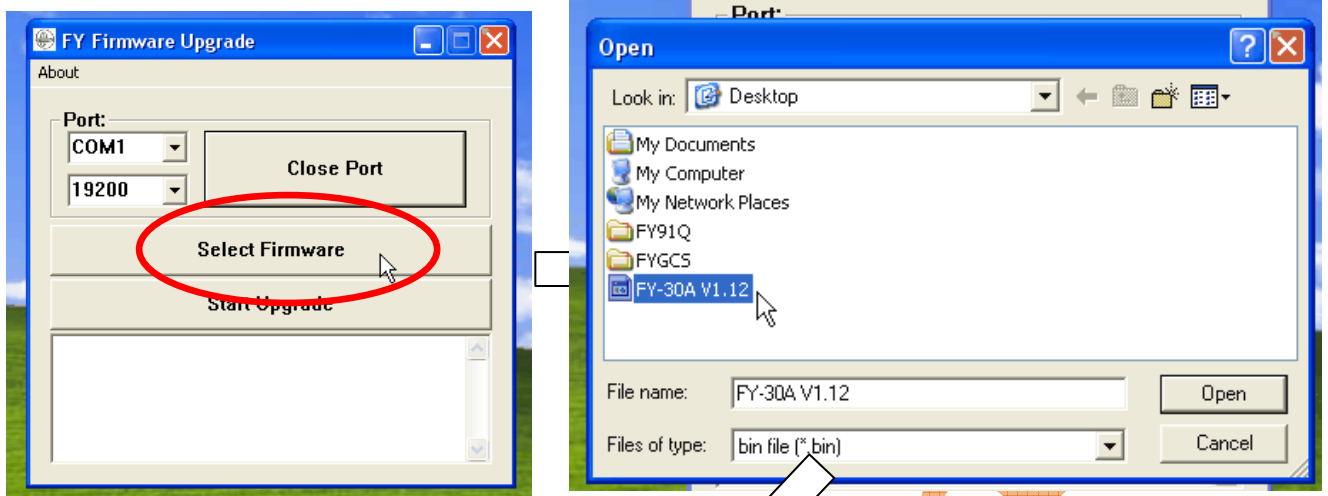 FY Firmware Upgrade
About
Port:
COM1
19200
Close Port
Select Firmware
Start Upgrade
Port:
Open
Look in: Desktop
My Documents
My Computer
My Network Places
FY91Q
FYGCS
FY-30A V1.12
File name: FY-30A V1.12
Open
Files of type: bin file (*.bin)
Cancel